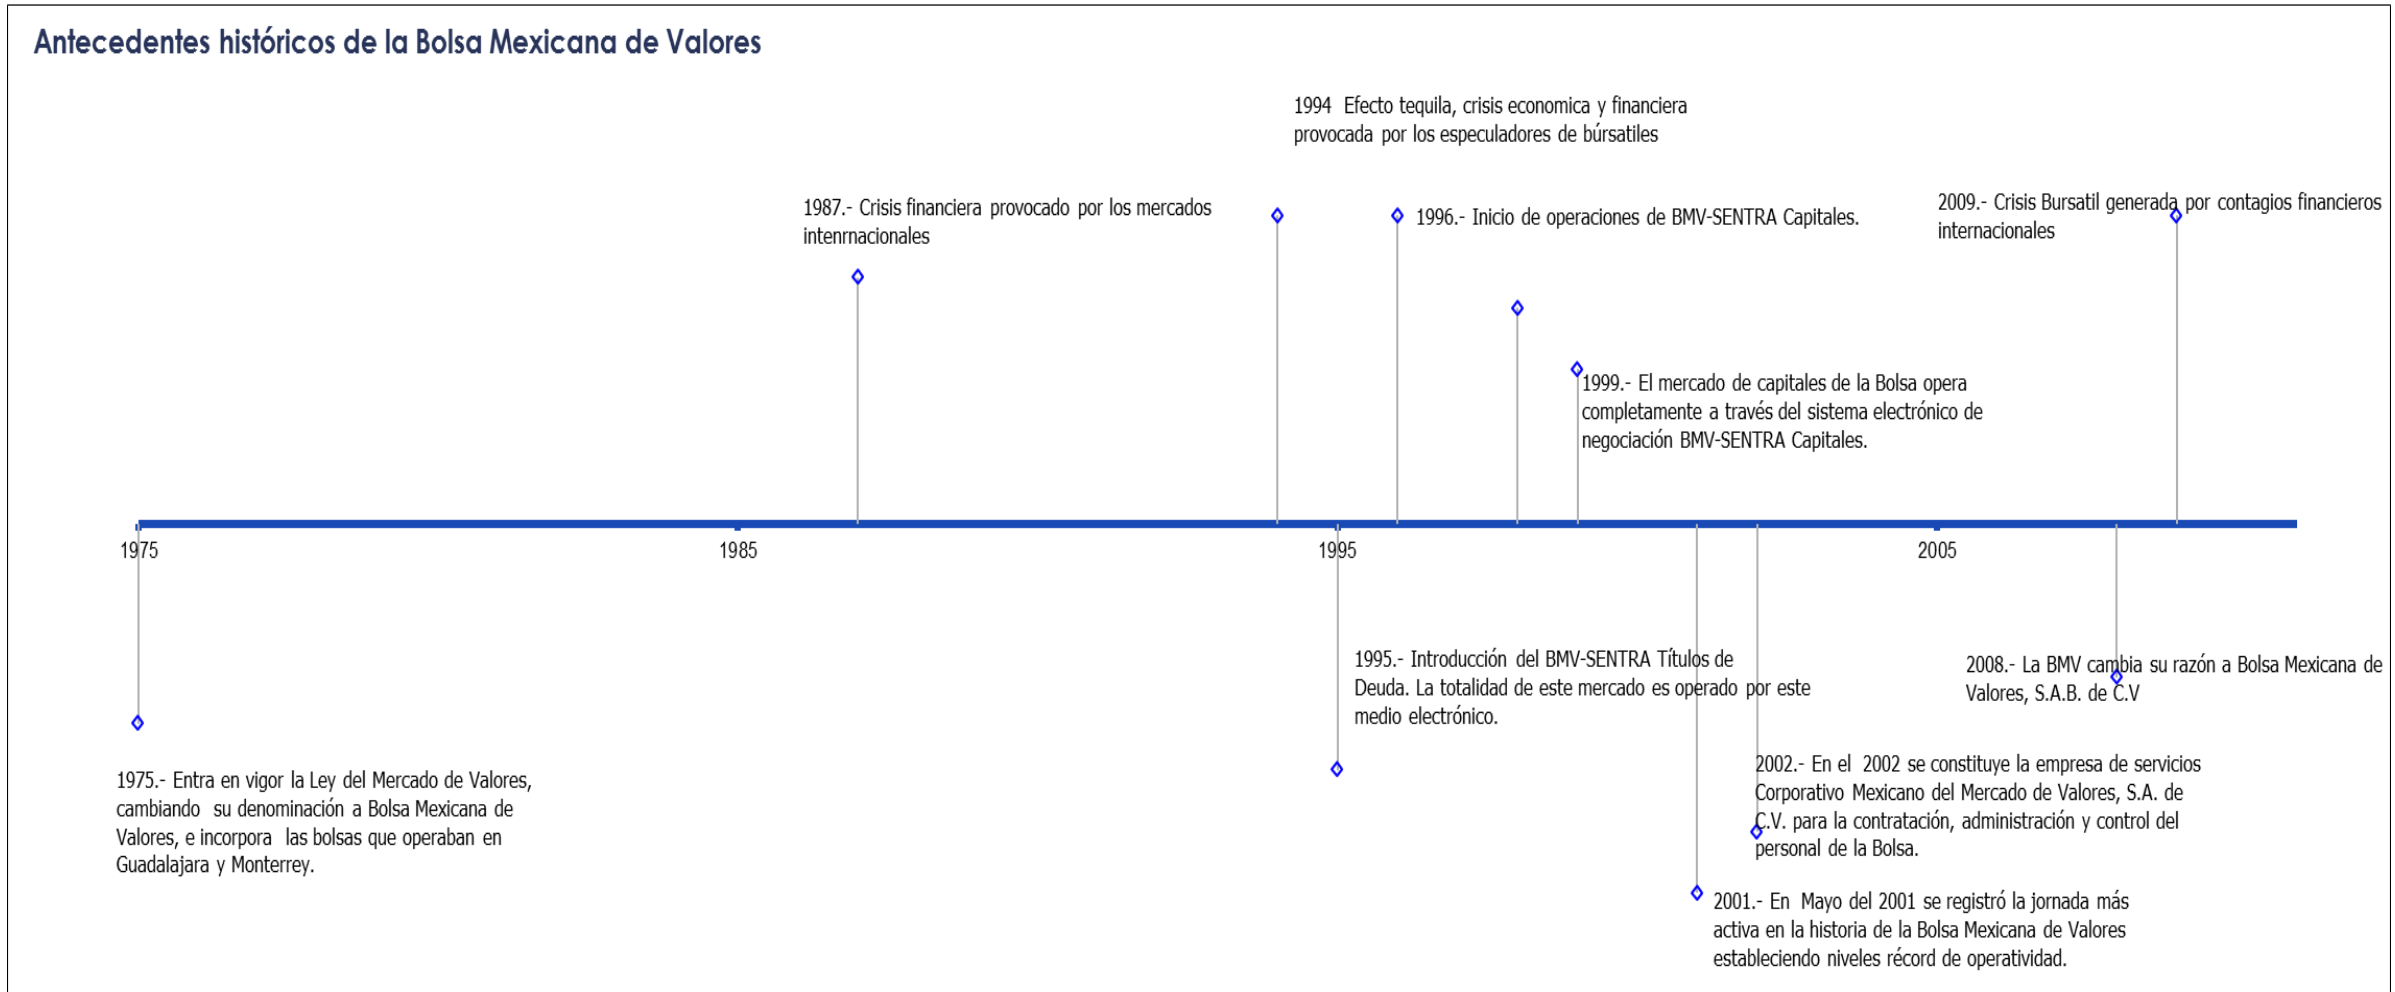 Antecedentes históricos de la Bolsa Mexicana de Valores
1994 Efecto tequila, crisis economica y financiera
provocada por los especuladores de búrsatiles
1987.- Crisis financiera provocado por los mercados
intenrnacionales
1996.- Inicio de operaciones de BMV-SENTRA Capitales.
2009.- Crisis Bursatil generada por contagios financieros
internacionales
1999.- El mercado de capitales de la Bolsa opera
completamente a través del sistema electrónico de
negociación BMV-SENTRA Capitales.
1975
1985
1995
2005
1995.- Introducción del BMV-SENTRA Títulos de
Deuda. La totalidad de este mercado es operado por este
medio electrónico.
2008.- La BMV cambia su razón a Bolsa Mexicana de
Valores, S.A.B. de C.V
1975.- Entra en vigor la Ley del Mercado de Valores,
cambiando su denominación a Bolsa Mexicana de
Valores, e incorpora las bolsas que operaban en
Guadalajara y Monterrey.
2002.- En el 2002 se constituye la empresa de servicios
Corporativo Mexicano del Mercado de Valores, S.A. de
C.V. para la contratación, administración y control del
personal de la Bolsa.
2001.- En Mayo del 2001 se registró la jornada más
activa en la historia de la Bolsa Mexicana de Valores
estableciendo niveles récord de operatividad.